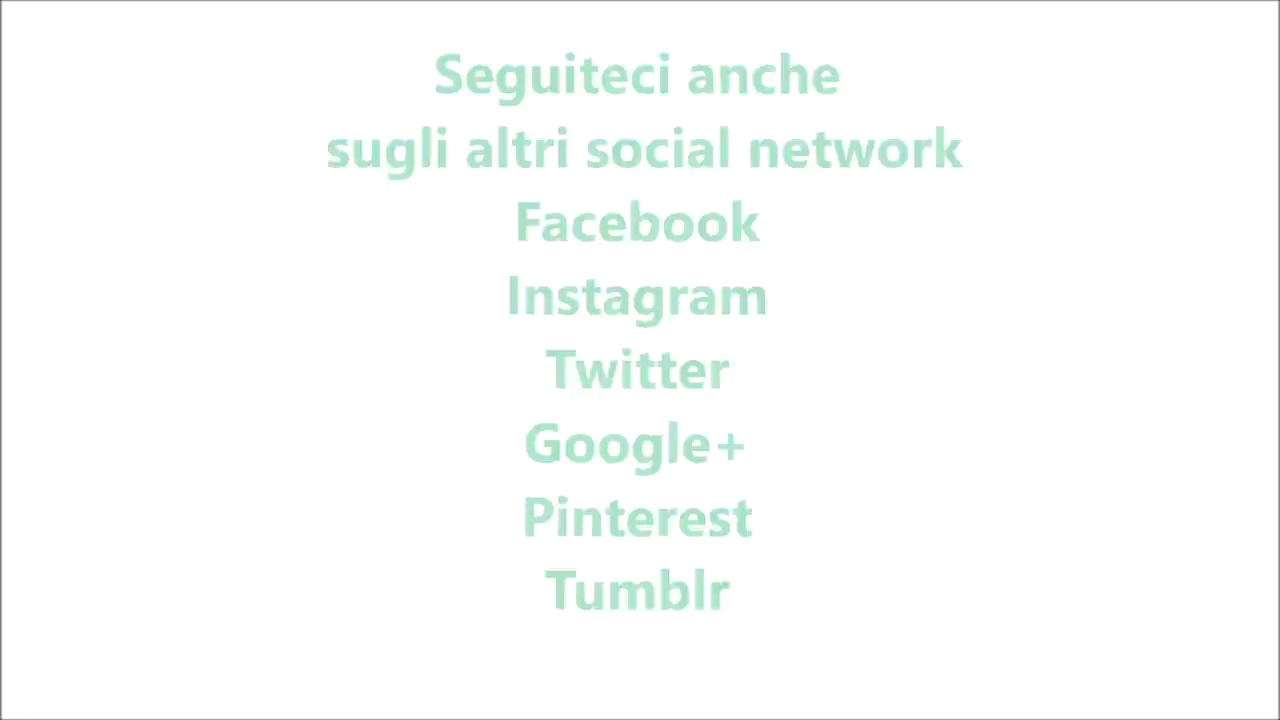 Seguiteci anche
sugli altri social network
Facebook
Instagram
Twitter
Google+
Pinterest
Tumblr